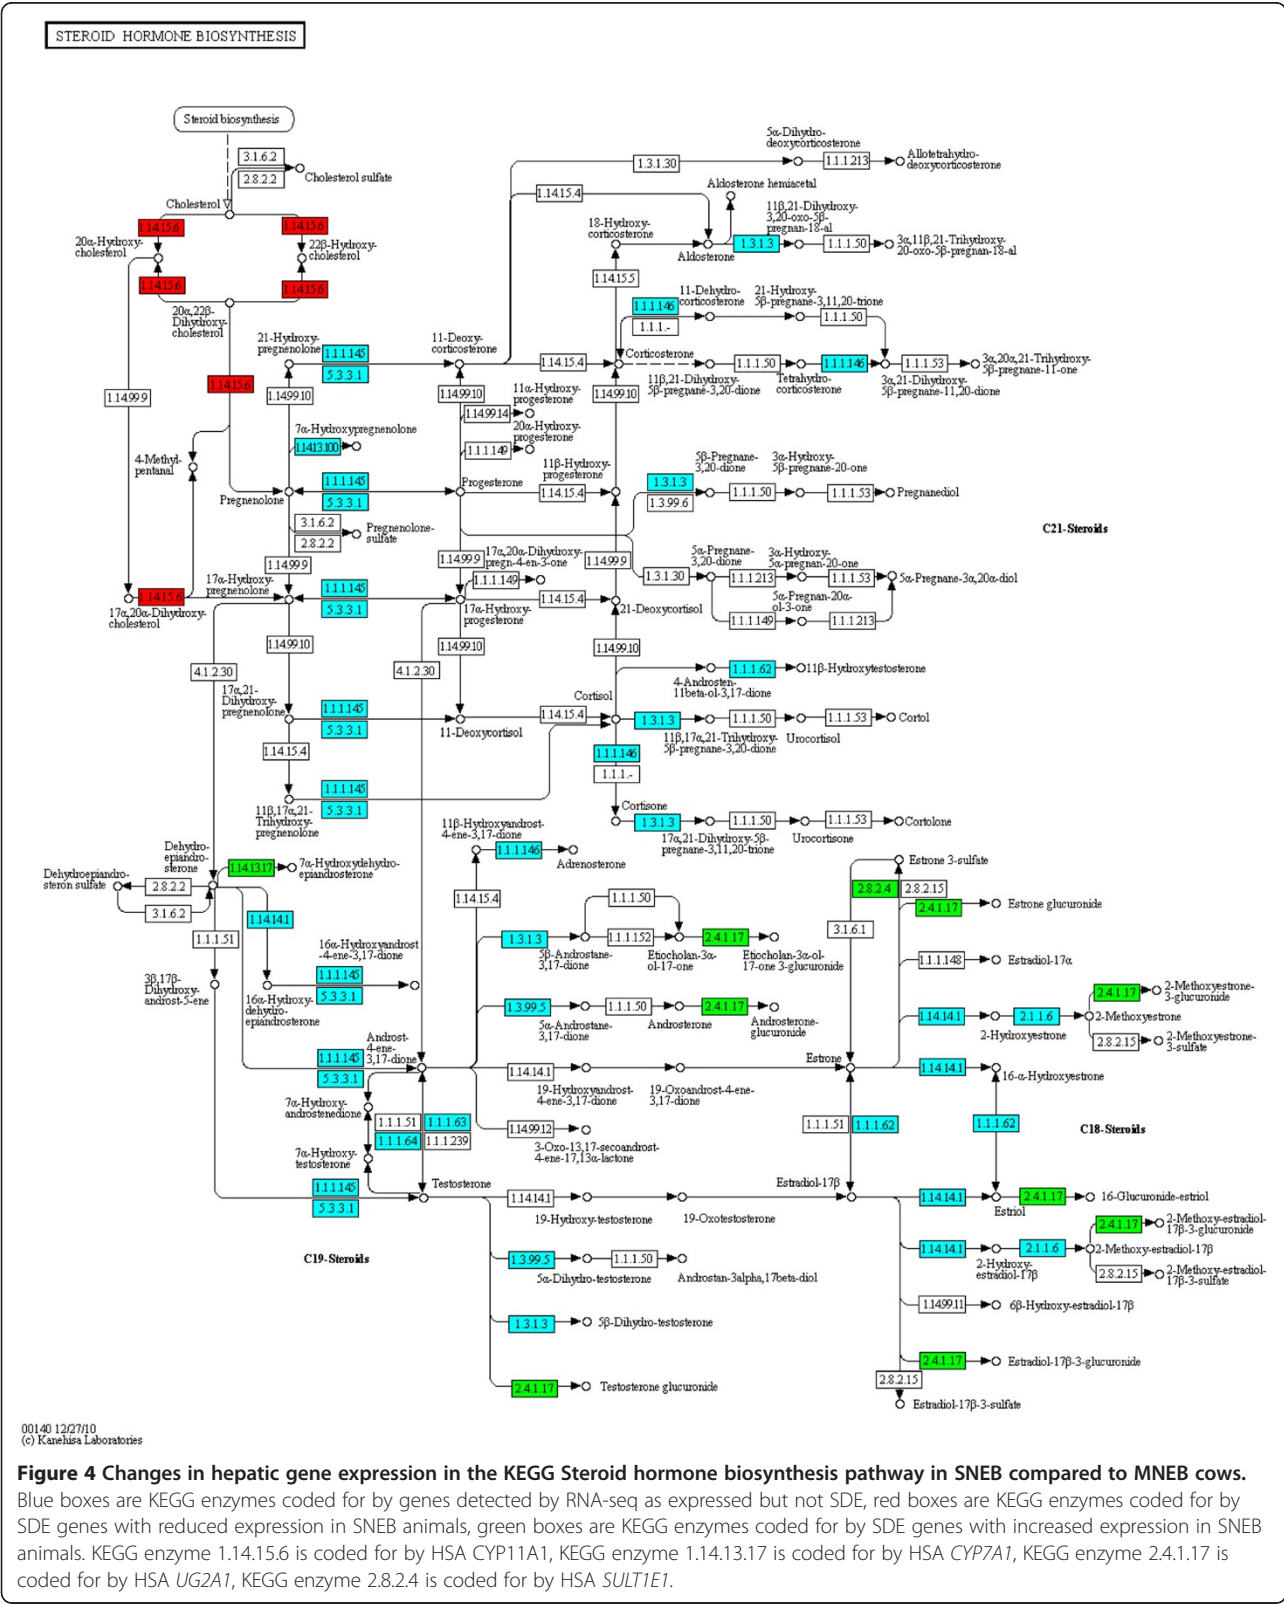 STEROID HORMONE BIOSYNTHESIS
Steroid biosynthesis
3.1.6.2
2.8.2.2
Cholesterol sulfate
Cholesterol
1.14.15.6
1.14.15.6
20α-Hydroxy-
cholesterol
22β-Hydroxy-
cholesterol
1.14.15.6
1.14.15.6
20α,22β-
Dihydroxy-
cholesterol
1.14.15.6
1.14.99.9
4-Methyl-
pentanal
1.14.15.6
17α,20α-Dihydroxy-
cholesterol
5α-Dihydro-
deoxycorticosterone
1.3.1.30
1.1.1.213
Allotetrahydro-
deoxycorticosterone
1.14.15.4
Aldosterone hemiacetal
18-Hydroxy-
corticosterone
Aldosterone
11β,21-Dihydroxy-
3,20-oxo-5β-
pregnan-18-al
1.3.1.3
1.1.1.50
3α,11β,21-Trihydroxy-
20-oxo-5β-pregnan-18-al
1.14.15.5
1.1.1.146
1.1.1.-
11-Dehydro-
corticosterone
21-Hydroxy-
5β-pregnane-3,11,20-trione
1.1.1.50
21-Hydroxy-
pregnenolone
1.1.1.145
5.3.3.1
11-Deoxy-
corticosterone
1.14.15.4
Corticosterone
11β,21-Dihydroxy-
5β-pregnane-3,20-dione
1.1.1.50
Tetrahydro-
corticosterone
1.1.1.146
3α,21-Dihydroxy-
5β-pregnane-11,20-dione
1.1.1.53
3α,20α,21-Trihydroxy-
5β-pregnane-11-one
1.14.99.10
1.14.99.10
1.14.99.10
11α-Hydroxy-
progesterone
1.14.99.14
20α-Hydroxy-
progesterone
1.1.1.149
7α-Hydroxypregnenolone
1.14.13.100
Pregnenolone
1.1.1.145
5.3.3.1
Progesterone
11β-Hydroxy-
progesterone
1.14.15.4
5β-Pregnane-
3,20-dione
1.3.1.3
1.3.99.6
1.1.1.50
3α-Hydroxy-
5β-pregnane-20-one
1.1.1.53
Pregnanediol
3.1.6.2
2.8.2.2
Pregnenolone-
sulfate
C21-Steroids
1.14.99.9
1.14.99.9
1.14.99.9
17α,20α-Dihydroxy-
pregn-4-en-3-one
1.1.1.149
1.3.1.30
5α-Pregnane-
3,20-dione
1.1.1.213
3α-Hydroxy-
5α-pregnan-20-one
1.1.1.53
5α-Pregnane-3α,20α-diol
1.1.1.149
5α-Pregnan-20α-
ol-3-one
1.1.1.213
17α-Hydroxy-
pregnenolone
1.1.1.145
5.3.3.1
17α-Hydroxy-
progesterone
1.14.15.4
21-Deoxycortisol
4.1.2.30
1.14.99.10
4.1.2.30
1.14.99.10
1.14.99.10
4-Androsten-
11beta-ol-3,17-dione
1.1.1.62
11β-Hydroxytestosterone
17α,21-
Dihydroxy-
pregnenolone
1.1.1.145
5.3.3.1
11-Deoxycortisol
1.14.15.4
Cortisol
1.3.1.3
11β,17α,21-Trihydroxy-
5β-pregnane-3,20-dione
1.1.1.50
Urocortisol
1.1.1.53
Cortol
1.14.15.4
1.1.1.146
1.1.1.-
11β,17α,21-
Trihydroxy-
pregnenolone
1.1.1.145
5.3.3.1
Cortisone
1.3.1.3
17α,21-Dihydroxy-5β-
pregnane-3,11,20-trione
1.1.1.50
Urocortisone
1.1.1.53
Cortolone
Dehydro-
epiandro-
sterone
1.14.13.17
7α-Hydroxydehydro-
epiandrosterone
Dehydroepiandro-
steron sulfate
2.8.2.2
3.1.6.2
1.1.1.51
1.14.14.1
16α-Hydroxyandrost
-4-ene-3,17-dione
1.1.1.145
5.3.3.1
16α-Hydroxy-
dehydro-
epiandrosterone
3β,17β-
Dihydroxy-
androst-5-ene
11β-Hydroxyandrost-
4-ene-3,17-dione
1.1.1.146
Adrenosterone
1.14.15.4
1.3.1.3
5β-Androstane-
3,17-dione
1.1.1.50
1.1.1.152
Etiocholan-3α-
ol-17-one
2.4.1.17
Etiocholan-3α-ol-
17-one 3-glucuronide
1.3.99.5
5α-Androstane-
3,17-dione
1.1.1.50
Androsterone
2.4.1.17
Androsterone-
glucuronide
Androst-
4-ene-
3,17-dione
1.1.1.145
5.3.3.1
1.14.14.1
19-Hydroxyandrost-
4-ene-3,17-dione
19-Oxoandrost-4-ene-
3,17-dione
Estrone
1.14.99.12
3-Oxo-13,17-secoandrost-
4-ene-17,13α-lactone
7α-Hydroxy-
androstenedione
7α-Hydroxy-
testosterone
1.1.1.51
1.1.1.63
1.1.1.64
1.1.1.239
Estrone 3-sulfate
2.8.2.4
2.8.2.15
3.1.6.1
2.4.1.17
Estrone glucuronide
1.1.1.148
Estradiol-17α
1.14.14.1
2-Hydroxyestrone
2.1.1.6
2.4.1.17
2-Methoxyestrone-
3-glucuronide
2-Methoxyestrone
2.8.2.15
2-Methoxyestrone-
3-sulfate
1.14.14.1
16-α-Hydroxyestrone
1.1.1.51
1.1.1.62
1.1.1.62
C18-Steroids
1.1.1.145
5.3.3.1
Testosterone
1.14.14.1
19-Hydroxy-testosterone
19-Oxotestosterone
Estradiol-17β
1.14.14.1
Estriol
2.4.1.17
16-Glucuronide-estriol
C19-Steroids
1.3.99.5
5α-Dihydro-testosterone
1.1.1.50
Androstan-3alpha,17beta-diol
1.14.14.1
2-Hydroxy-
estradiol-17β
2.1.1.6
2.4.1.17
2-Methoxy-estradiol-
17β-3-glucuronide
2-Methoxy-estradiol-17β
2.8.2.15
2-Methoxy-estradiol-
17β-3-sulfate
1.3.1.3
5β-Dihydro-testosterone
1.14.99.11
6β-Hydroxy-estradiol-17β
2.4.1.17
Testosterone glucuronide
2.4.1.17
Estradiol-17β-3-glucuronide
2.8.2.15
Estradiol-17β-3-sulfate
00140 12/27/10
(c) Kanehisa Laboratories
Figure 4 Changes in hepatic gene expression in the KEGG Steroid hormone biosynthesis pathway in SNEB compared to MNEB cows.
Blue boxes are KEGG enzymes coded for by genes detected by RNA-seq as expressed but not SDE, red boxes are KEGG enzymes coded for by
SDE genes with reduced expression in SNEB animals, green boxes are KEGG enzymes coded for by SDE genes with increased expression in SNEB
animals. KEGG enzyme 1.14.15.6 is coded for by HSA CYP11A1, KEGG enzyme 1.14.13.17 is coded for by HSA CYP7A1, KEGG enzyme 2.4.1.17 is
coded for by HSA UG2A1, KEGG enzyme 2.8.2.4 is coded for by HSA SULT1E1.